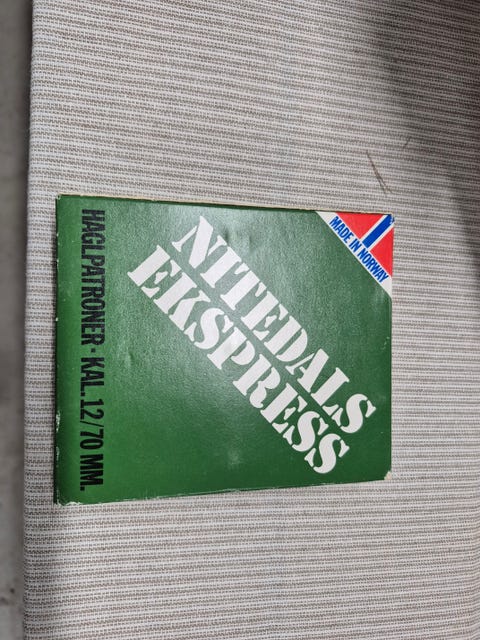 MADE IN NORWAY
NITEDALS
EKSPRESS
HAGLPATRONER - KAL. 12/70 MM.